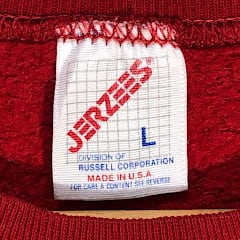 JERZEES®
L
DIVISION OF
RUSSELL CORPORATION
MADE IN U.S.A.
FOR CARE & CONTENT SEE REVERSE